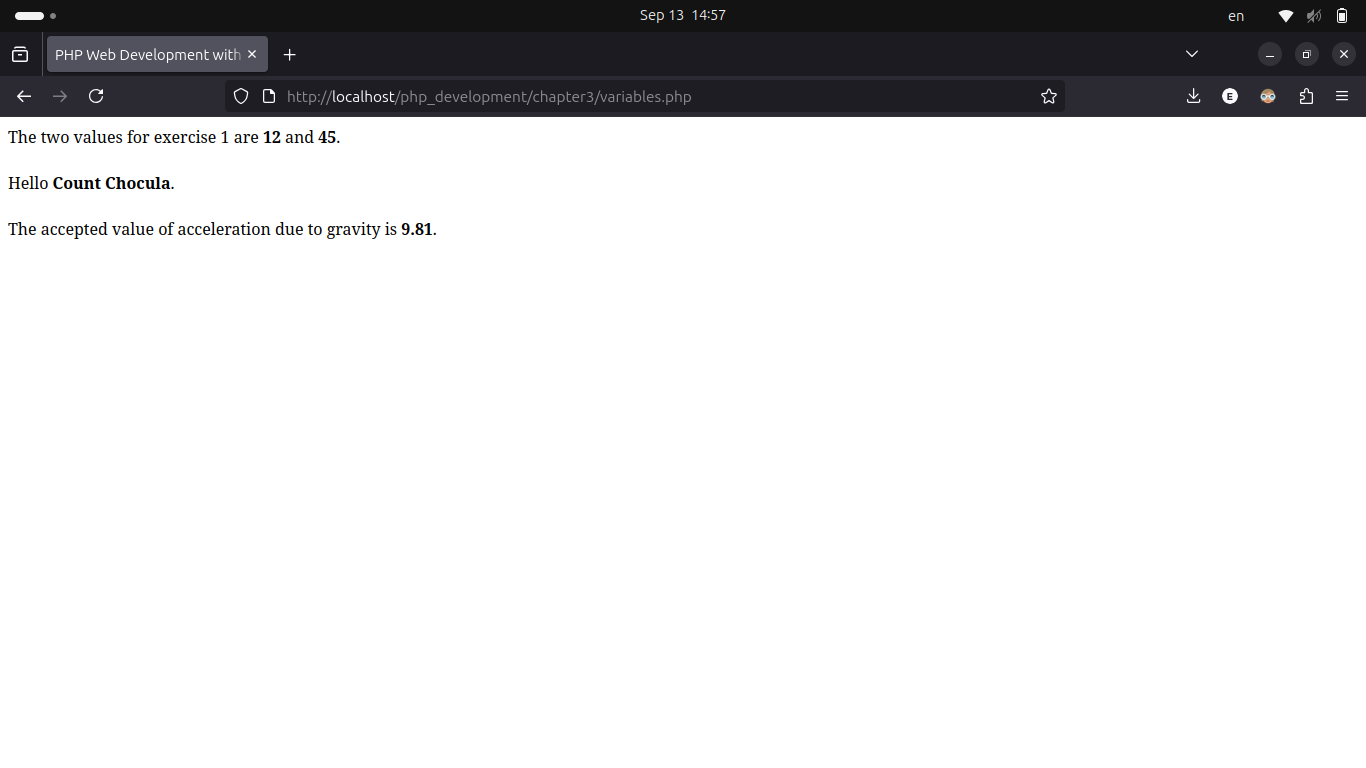 Sep 13 14:57
en
PHP Web Development with
http://localhost/php_development/chapter3/variables.php
E
The two values for exercise 1 are 12 and 45.
Hello Count Chocula.
The accepted value of acceleration due to gravity is 9.81.